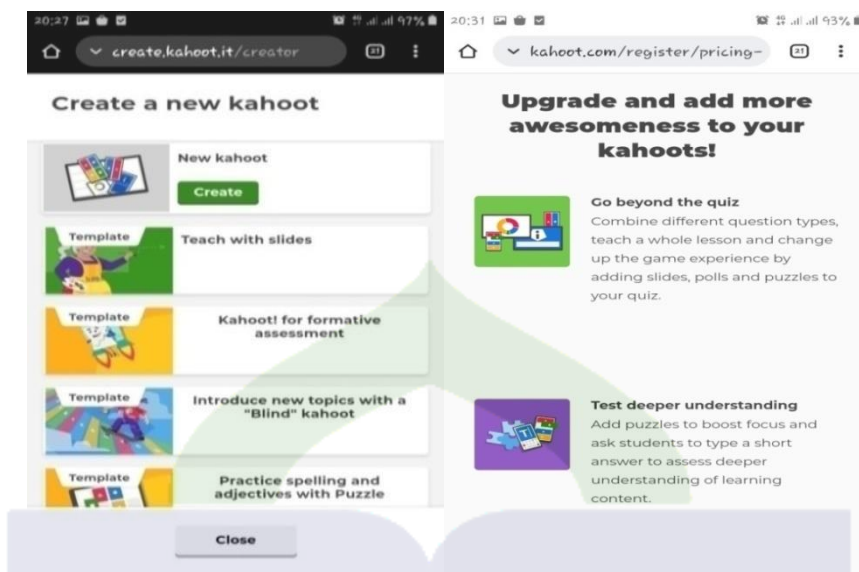 20:27
97%
create.kahoot.it/creator
21
Create a new kahoot
New kahoot
Create
Template
Teach with slides
Template
Kahoot! for formative
assessment
Template
Introduce new topics with a
"Blind" kahoot
Template
Practice spelling and
adjectives with Puzzle
Close
20:31
93%
kahoot.com/register/pricing-
21
Upgrade and add more
awesomeness to your
kahoots!
Go beyond the quiz
Combine different question types,
teach a whole lesson and change
up the game experience by
adding slides, polls and puzzles to
your quiz.
Test deeper understanding
Add puzzles to boost focus and
ask students to type a short
answer to assess deeper
understanding of learning
content.